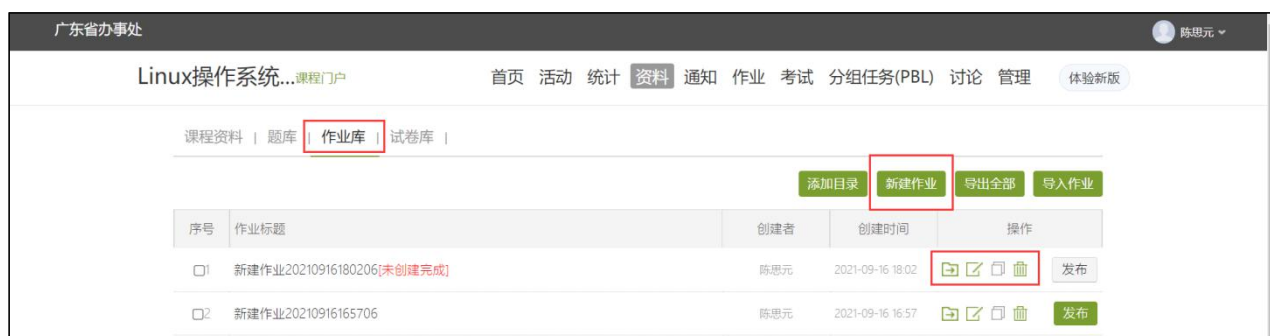 广东省办事处 陈思元
Linux操作系统...课程门户 首页 活动 统计 资料 通知 作业 考试 分组任务(PBL) 讨论 管理 体验新版
课程资料 | 题库 | 作业库 | 试卷库 |
添加目录 新建作业 导出全部 导入作业
序号 作业标题 创建者 创建时间 操作
1 新建作业20210916180206[未创建完成] 陈思元 2021-09-16 18:02 发布
2 新建作业20210916165706 陈思元 2021-09-16 16:57 发布